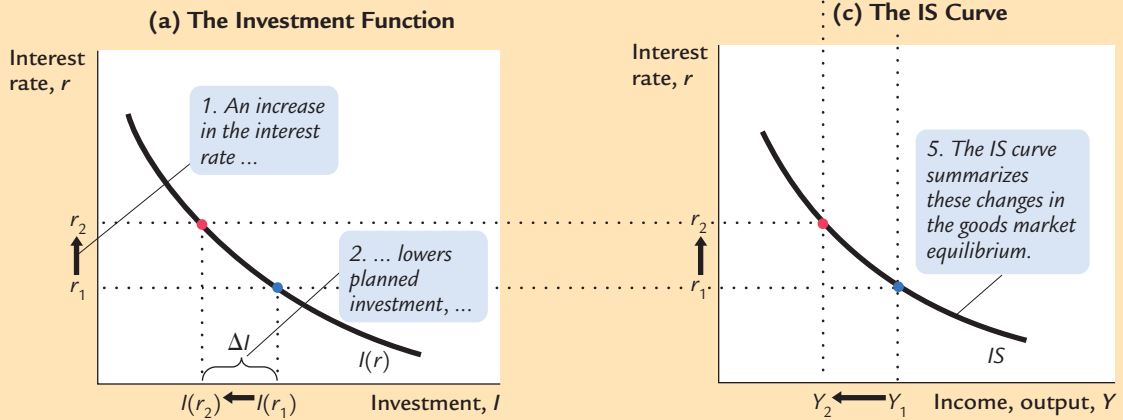 (a) The Investment Function
Interest
rate, r
1. An increase
in the interest
rate ...
r2
r1
2. ... lowers
planned
investment, ...
ΔI
I(r)
I(r2)
I(r1)
Investment, I
(c) The IS Curve
Interest
rate, r
5. The IS curve
summarizes
these changes in
the goods market
equilibrium.
r2
r1
IS
Y2
Y1
Income, output, Y